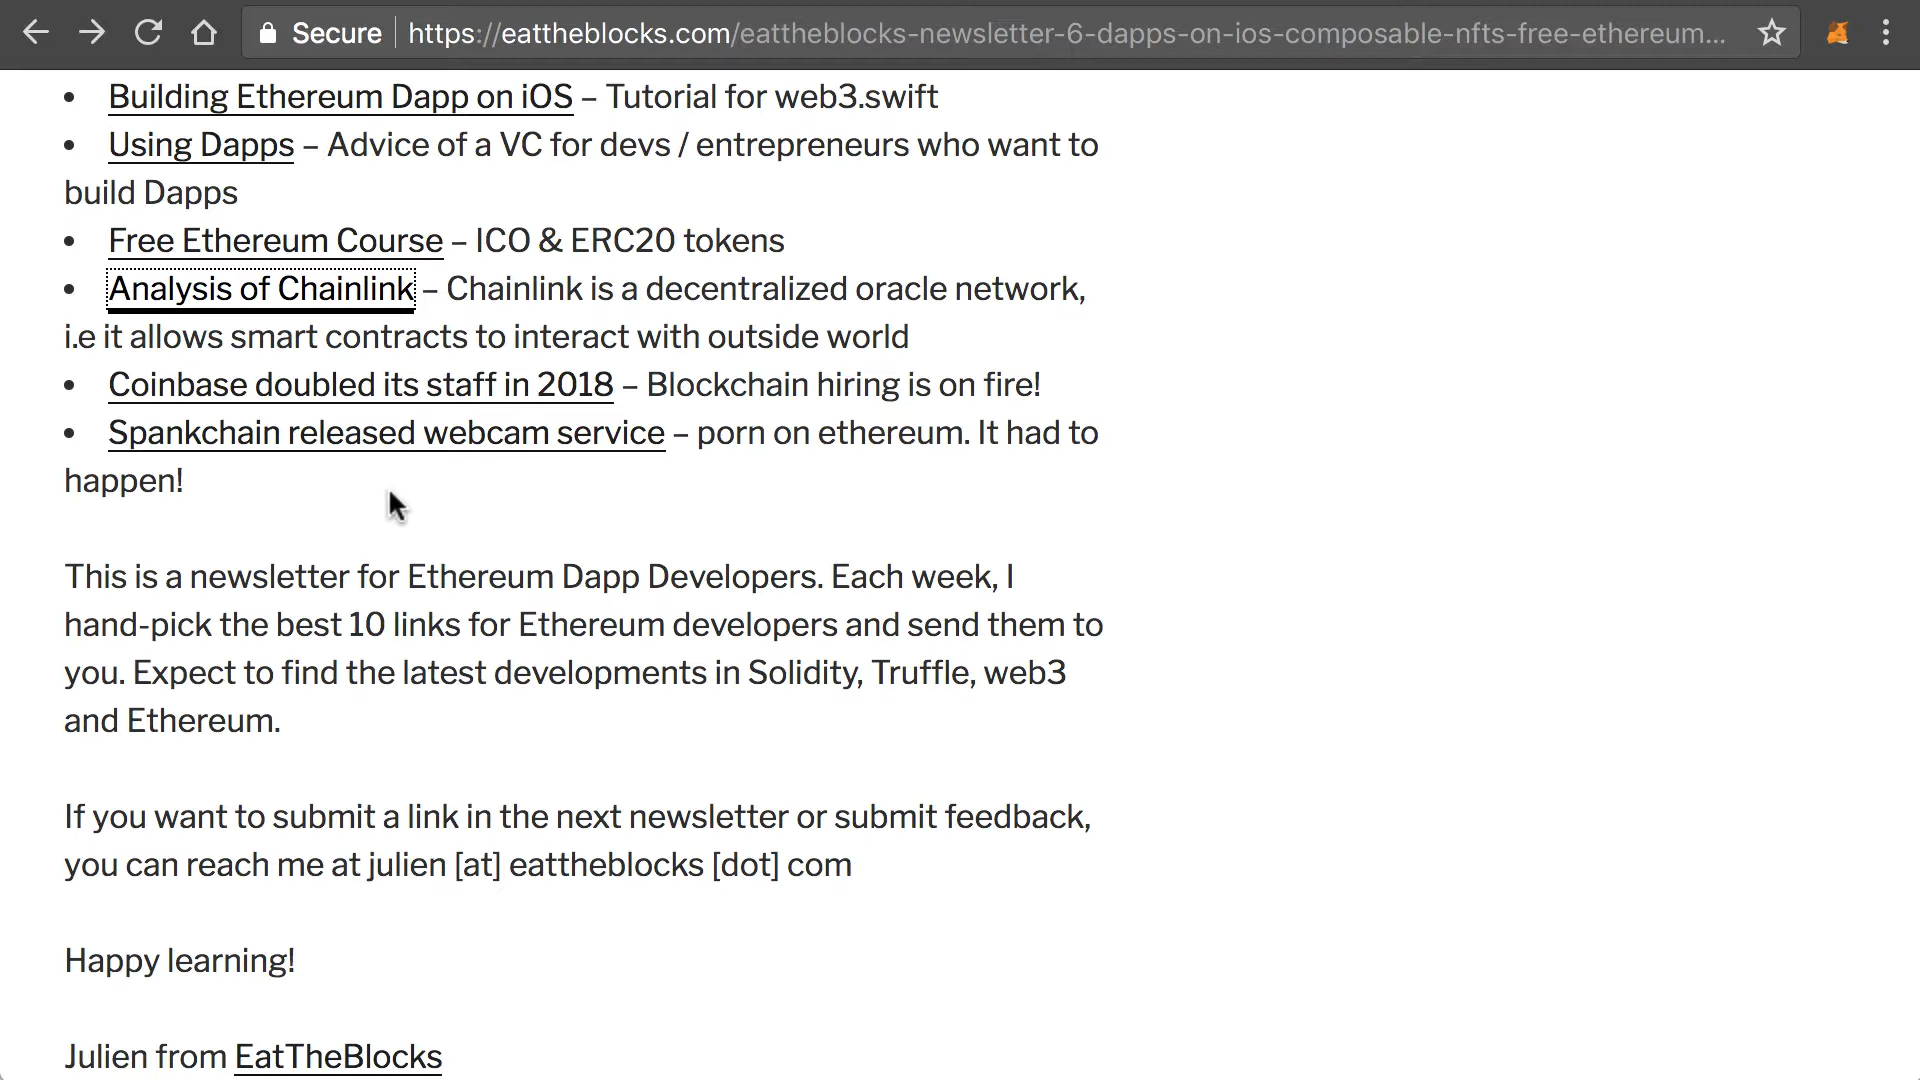 Secure https://eattheblocks.com/eattheblocks-newsletter-6-dapps-on-ios-composable-nfts-free-ethereum...
• Building Ethereum Dapp on iOS – Tutorial for web3.swift
• Using Dapps – Advice of a VC for devs / entrepreneurs who want to
build Dapps
• Free Ethereum Course – ICO & ERC20 tokens
• Analysis of Chainlink – Chainlink is a decentralized oracle network,
i.e it allows smart contracts to interact with outside world
• Coinbase doubled its staff in 2018 – Blockchain hiring is on fire!
• Spankchain released webcam service – porn on ethereum. It had to
happen!
This is a newsletter for Ethereum Dapp Developers. Each week, I
hand-pick the best 10 links for Ethereum developers and send them to
you. Expect to find the latest developments in Solidity, Truffle, web3
and Ethereum.
If you want to submit a link in the next newsletter or submit feedback,
you can reach me at julien [at] eattheblocks [dot] com
Happy learning!
Julien from EatTheBlocks